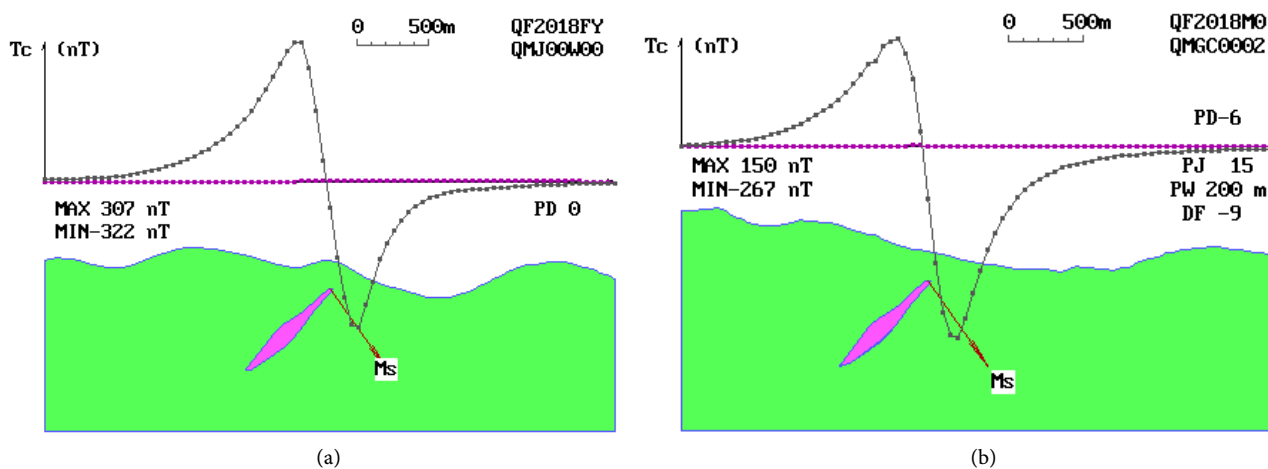 0 500m
QF2018FY
QMJ00W00
Tc (nT)
MAX 307 nT
MIN-322 nT
PD 0
Ms
(a)
0 500m
QF2018M0
QMGC0002
Tc (nT)
PD-6
MAX 150 nT
MIN-267 nT
PJ 15
PW 200 m
DF -9
Ms
(b)